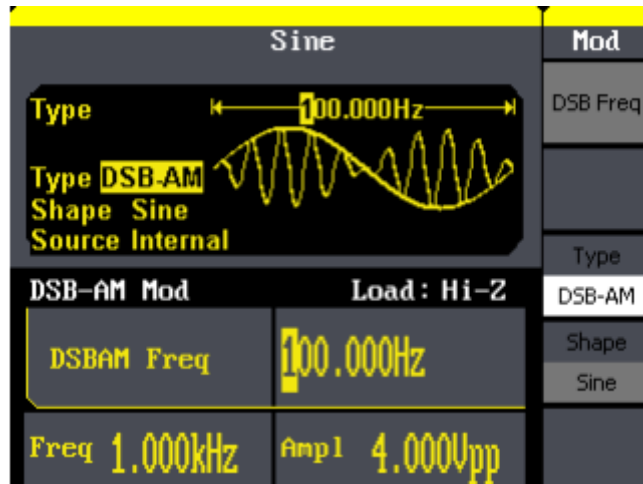 Sine
Mod
Type
100.000Hz
DSB Freq
Type DSB-AM
Shape Sine
Source Internal
Type
DSB-AM Mod
Load: Hi-Z
DSB-AM
DSBAM Freq
100.000Hz
Shape
Sine
Freq 1.000kHz
Ampl 4.000Vpp